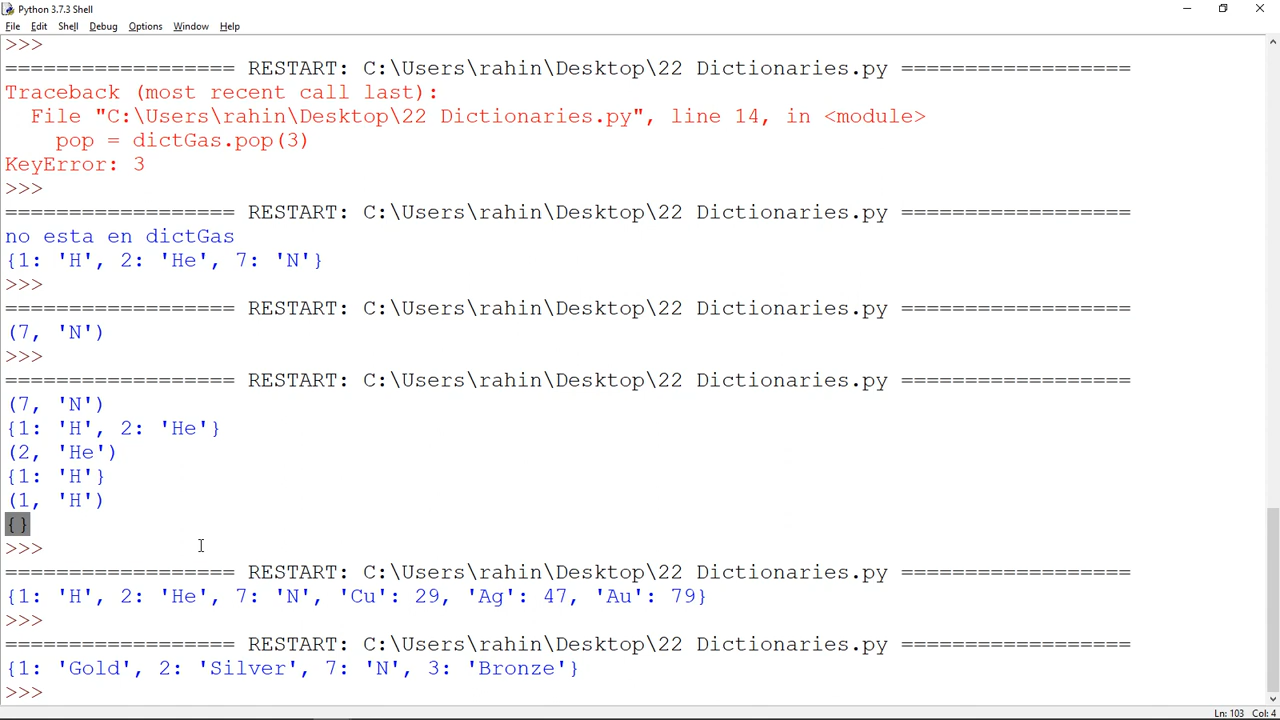 Python 3.7.3 Shell
File Edit Shell Debug Options Window Help
>>>
================== RESTART: C:\Users\rahin\Desktop\22 Dictionaries.py ==================
Traceback (most recent call last):
  File "C:\Users\rahin\Desktop\22 Dictionaries.py", line 14, in <module>
    pop = dictGas.pop(3)
KeyError: 3
>>>
================== RESTART: C:\Users\rahin\Desktop\22 Dictionaries.py ==================
no esta en dictGas
{1: 'H', 2: 'He', 7: 'N'}
>>>
================== RESTART: C:\Users\rahin\Desktop\22 Dictionaries.py ==================
(7, 'N')
>>>
================== RESTART: C:\Users\rahin\Desktop\22 Dictionaries.py ==================
(7, 'N')
{1: 'H', 2: 'He'}
(2, 'He')
{1: 'H'}
(1, 'H')
{}
>>>
================== RESTART: C:\Users\rahin\Desktop\22 Dictionaries.py ==================
{1: 'H', 2: 'He', 7: 'N', 'Cu': 29, 'Ag': 47, 'Au': 79}
>>>
================== RESTART: C:\Users\rahin\Desktop\22 Dictionaries.py ==================
{1: 'Gold', 2: 'Silver', 7: 'N', 3: 'Bronze'}
>>>
Ln: 103 Col: 4